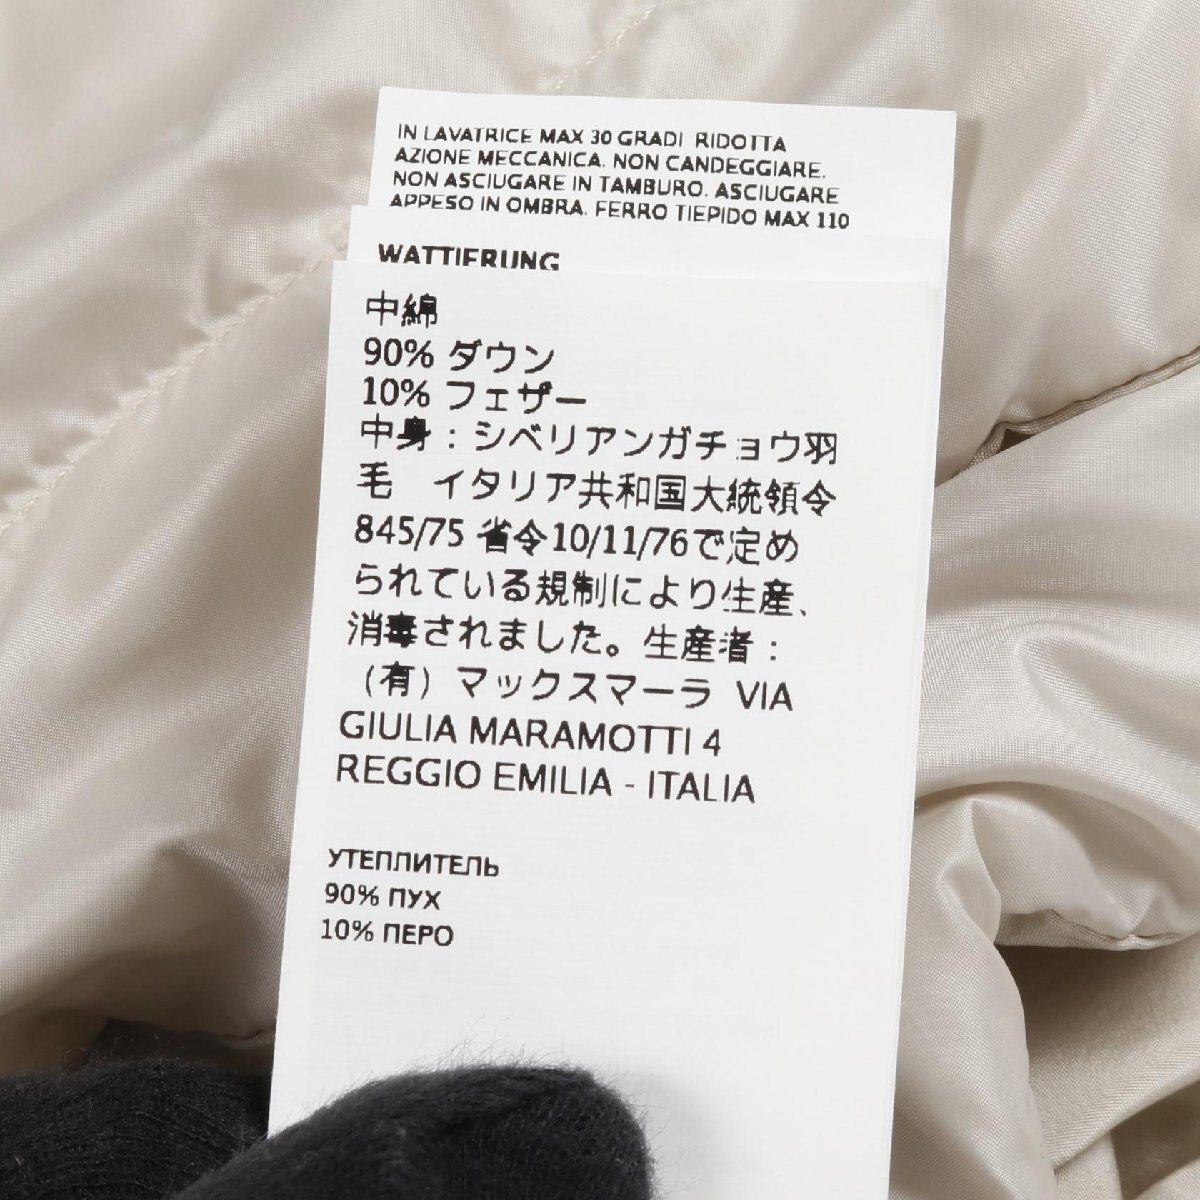 IN LAVATRICE MAX 30 GRADI RIDOTTA
AZIONE MECCANICA. NON CANDEGGIARE.
NON ASCIUGARE IN TAMBURO. ASCIUGARE
APPESO IN OMBRA. FERRO TIEPIDO MAX 110
WATTIERUNG
中綿
90% ダウン
10% フェザー
中身：シベリアンガチョウ羽
毛　イタリア共和国大統領令
845/75 省令10/11/76で定め
られている規制により生産、
消毒されました。生産者：
（有）マックスマーラ VIA
GIULIA MARAMOTTI 4
REGGIO EMILIA - ITALIA
УТЕПЛИТЕЛЬ
90% ПУХ
10% ПЕРО